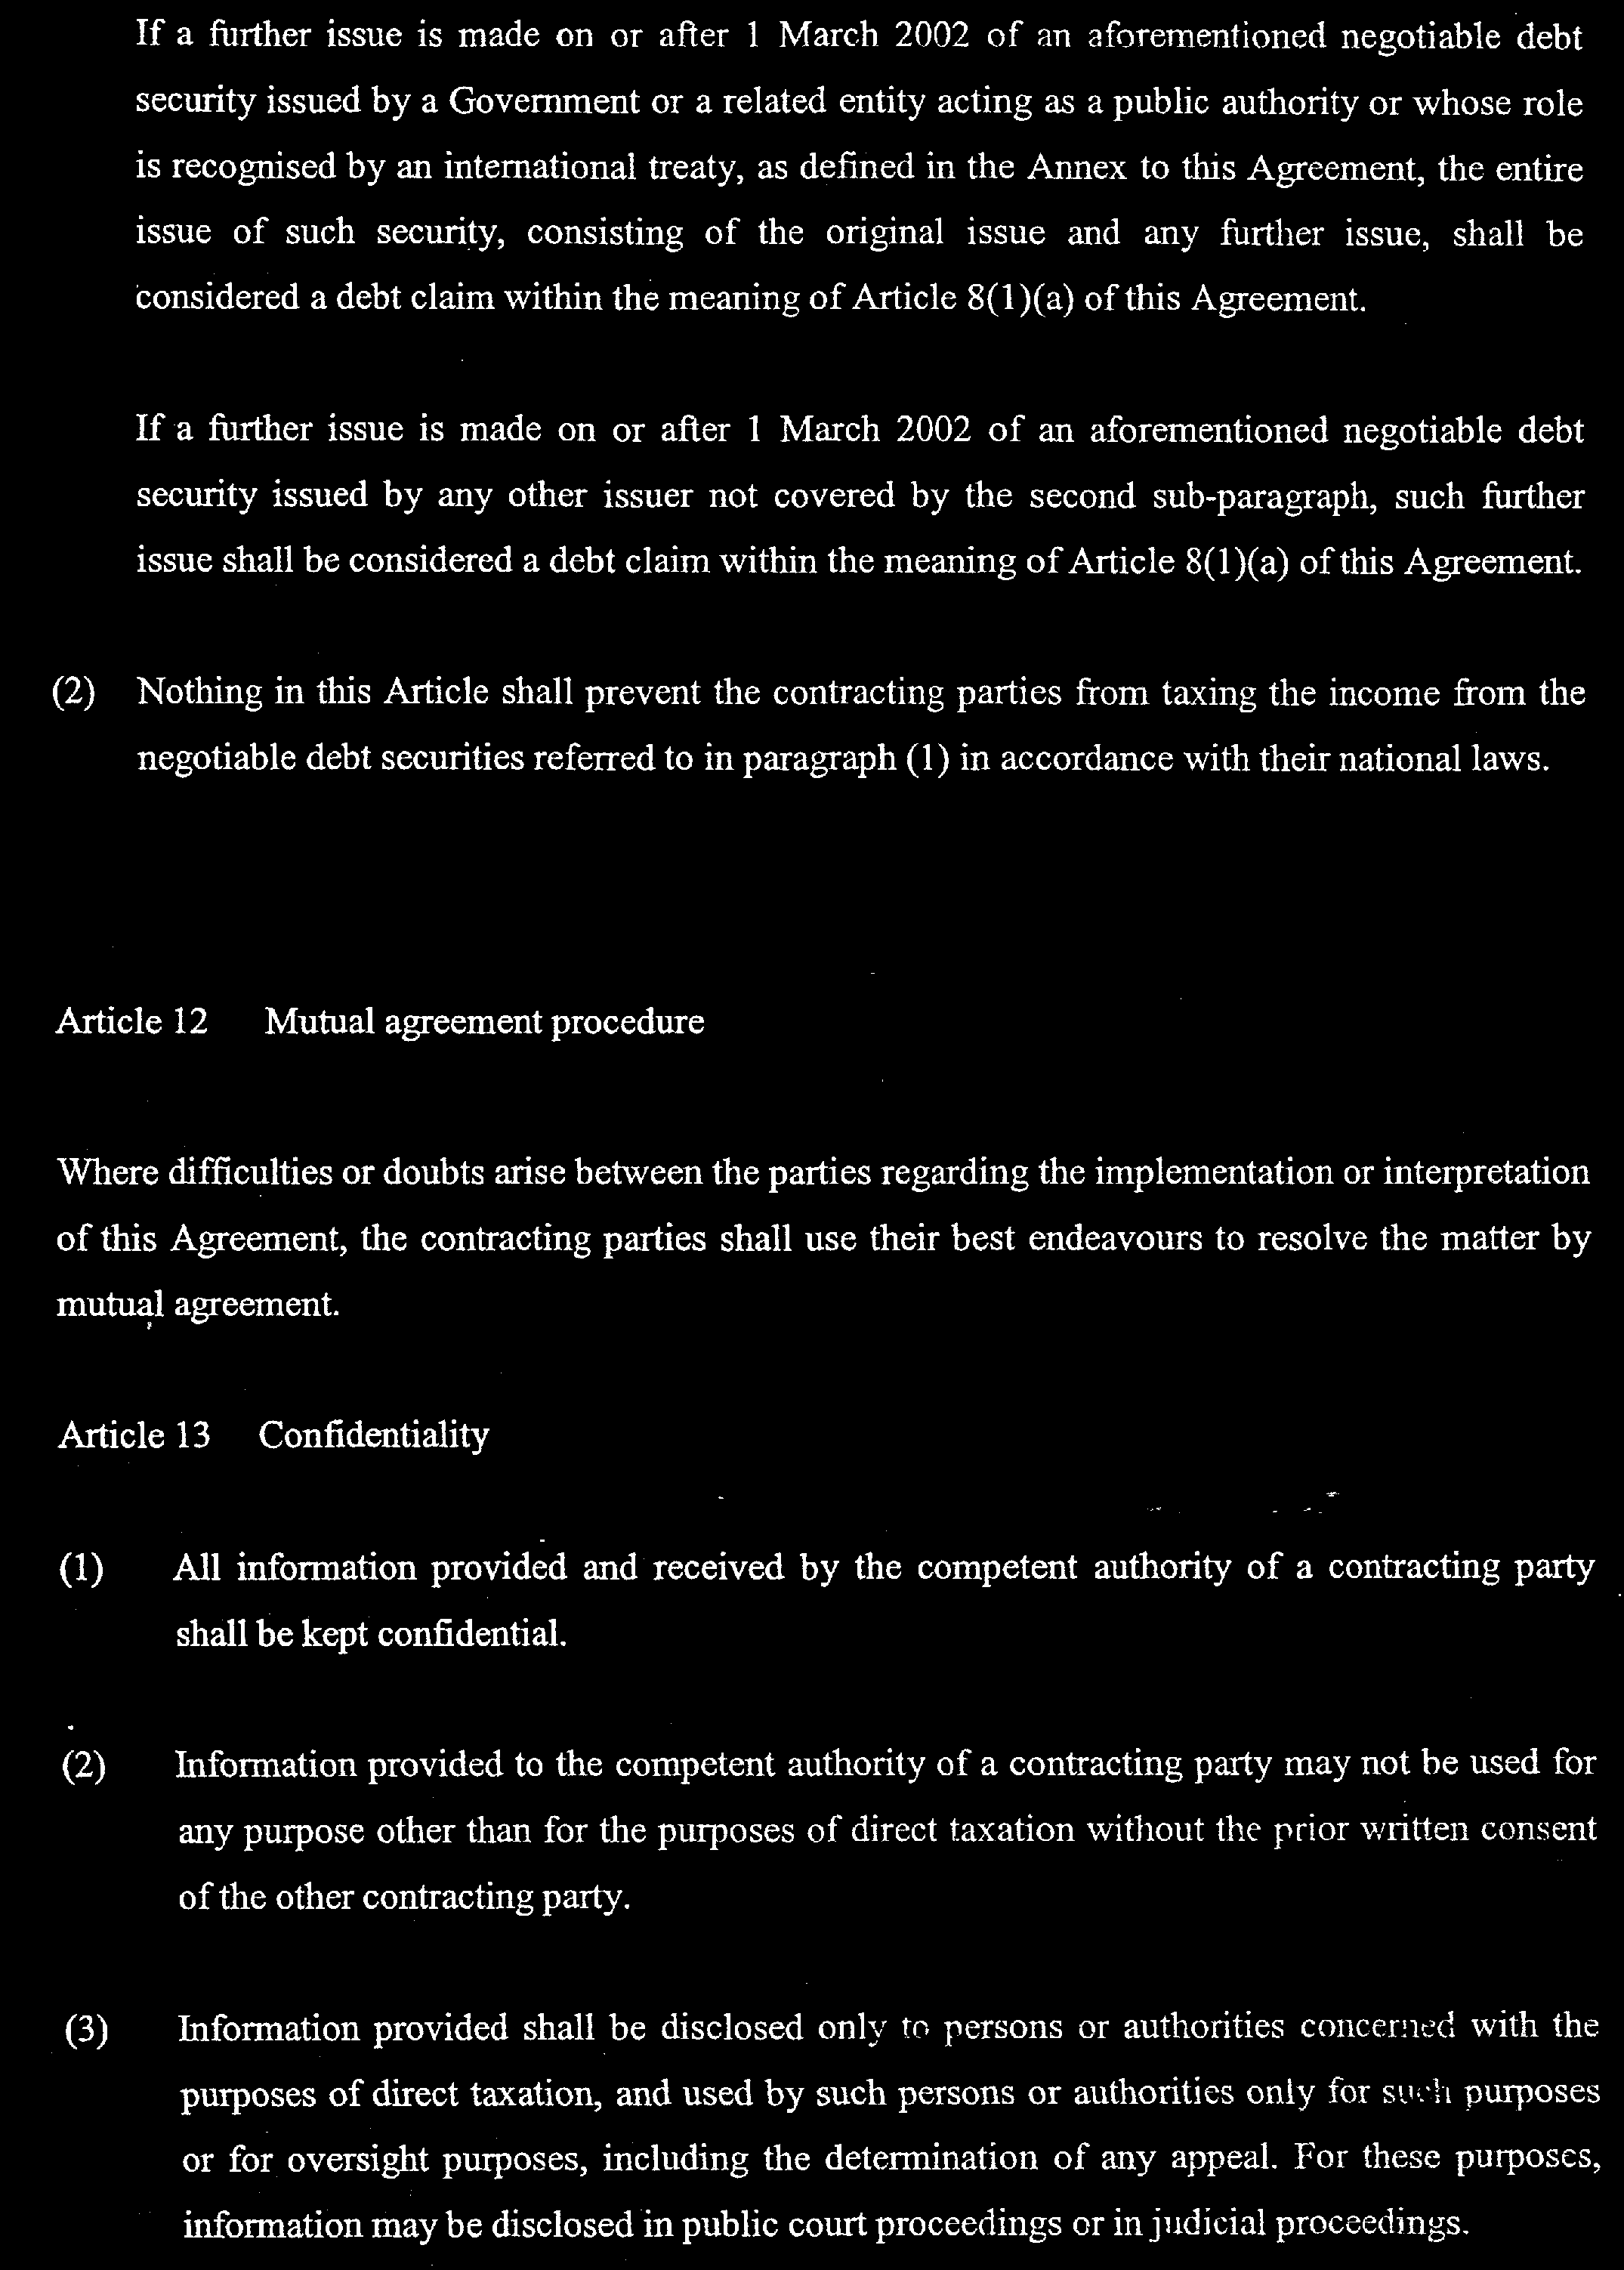 If a further issue is made on or after 1 March 2002 of an aforementioned negotiable debt
security issued by a Government or a related entity acting as a public authority or whose role
is recognised by an international treaty, as defined in the Annex to this Agreement, the entire
issue of such security, consisting of the original issue and any further issue, shall be
considered a debt claim within the meaning of Article 8(1)(a) of this Agreement.
If a further issue is made on or after 1 March 2002 of an aforementioned negotiable debt
security issued by any other issuer not covered by the second sub-paragraph, such further
issue shall be considered a debt claim within the meaning of Article 8(1)(a) of this Agreement.
(2) Nothing in this Article shall prevent the contracting parties from taxing the income from the
negotiable debt securities referred to in paragraph (1) in accordance with their national laws.
Article 12 Mutual agreement procedure
Where difficulties or doubts arise between the parties regarding the implementation or interpretation
of this Agreement, the contracting parties shall use their best endeavours to resolve the matter by
mutual agreement.
Article 13 Confidentiality
(1) All information provided and received by the competent authority of a contracting party
shall be kept confidential.
(2) Information provided to the competent authority of a contracting party may not be used for
any purpose other than for the purposes of direct taxation without the prior written consent
of the other contracting party.
(3) Information provided shall be disclosed only to persons or authorities concerned with the
purposes of direct taxation, and used by such persons or authorities only for such purposes
or for oversight purposes, including the determination of any appeal. For these purposes,
information may be disclosed in public court proceedings or in judicial proceedings.